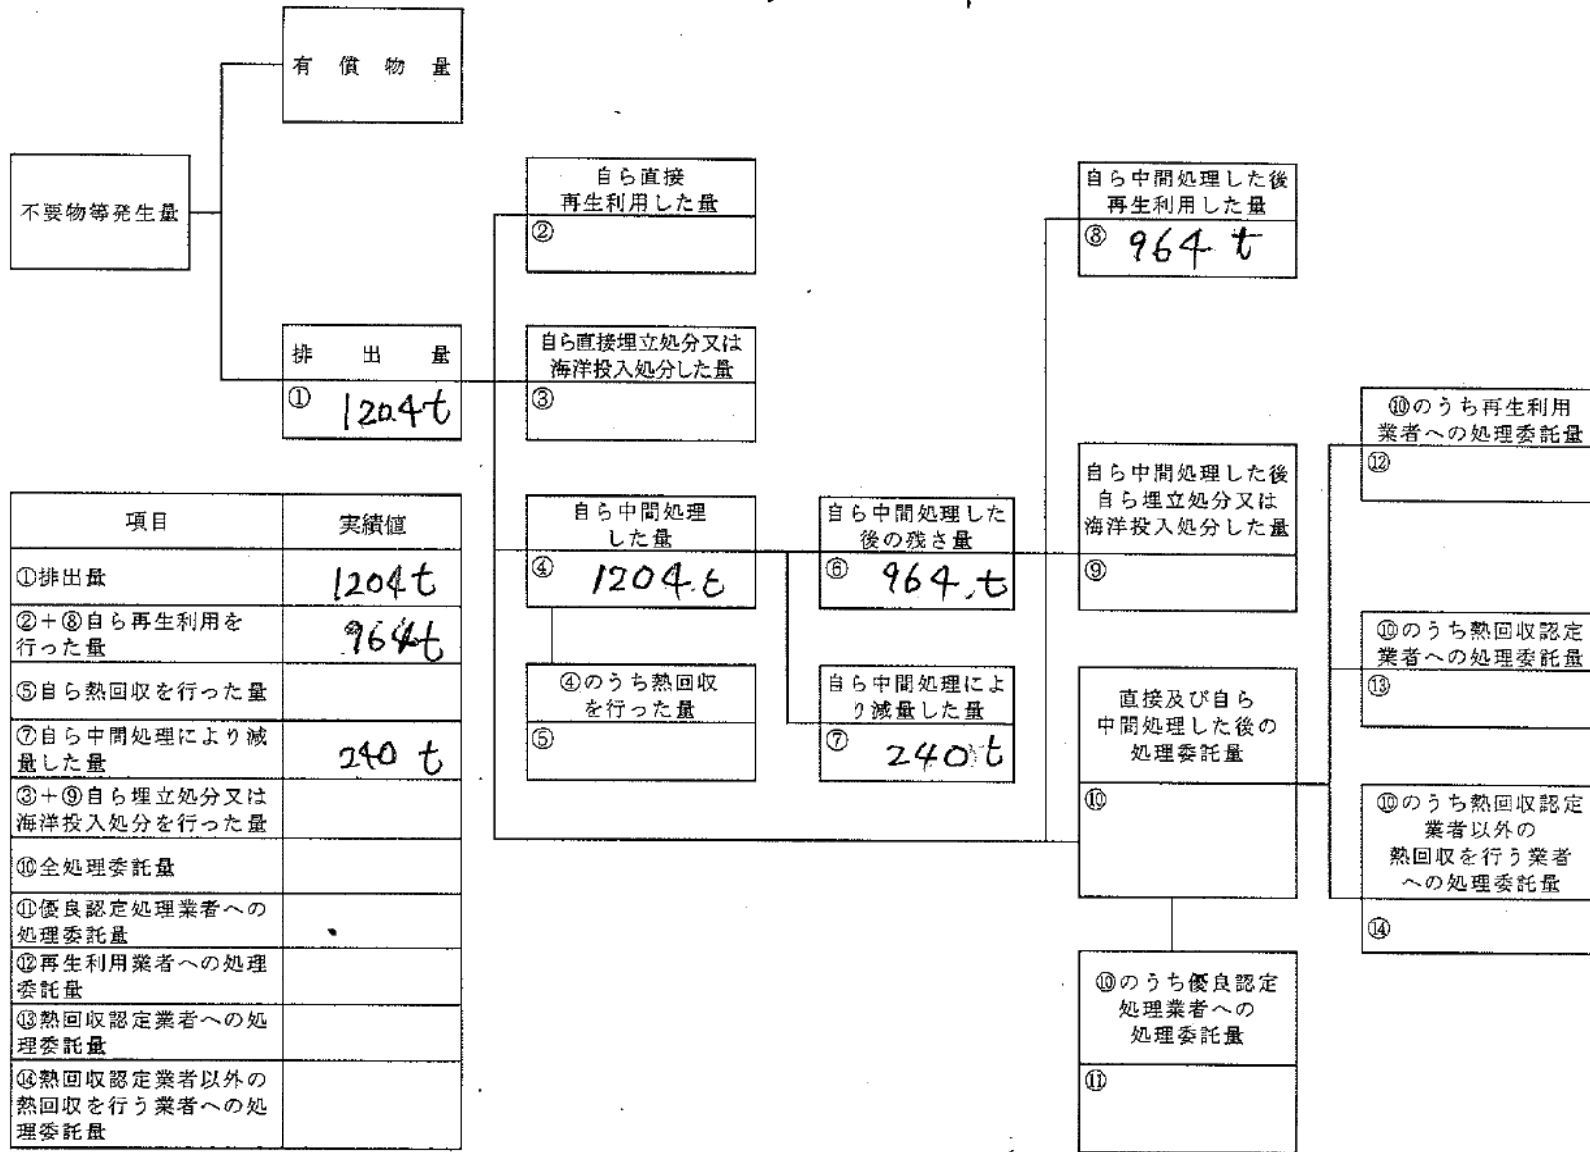 有償物量
不要物等発生量
排出量
① 1204t
自ら直接
再生利用した量
②
自ら直接埋立処分又は
海洋投入処分した量
③
自ら中間処理
した量
④ 1204t
④のうち熱回収
を行った量
⑤
自ら中間処理した
後の残さ量
⑥ 964t
自ら中間処理によ
り減量した量
⑦ 240t
自ら中間処理した後
再生利用した量
⑧ 964t
自ら中間処理した後
自ら埋立処分又は
海洋投入処分した量
⑨
直接及び自ら
中間処理した後の
処理委託量
⑩
⑩のうち優良認定
処理業者への
処理委託量
⑪
⑩のうち再生利用
業者への処理委託量
⑫
⑩のうち熱回収認定
業者への処理委託量
⑬
⑩のうち熱回収認定
業者以外の
熱回収を行う業者
への処理委託量
⑭
項目 実績値
①排出量 1204t
②+⑧自ら再生利用を
行った量 964t
⑤自ら熱回収を行った量
⑦自ら中間処理により減
量した量 240t
③+⑨自ら埋立処分又は
海洋投入処分を行った量
⑩全処理委託量
⑪優良認定処理業者への
処理委託量
⑫再生利用業者への処理
委託量
⑬熱回収認定業者への処
理委託量
⑭熱回収認定業者以外の
熱回収を行う業者への処
理委託量